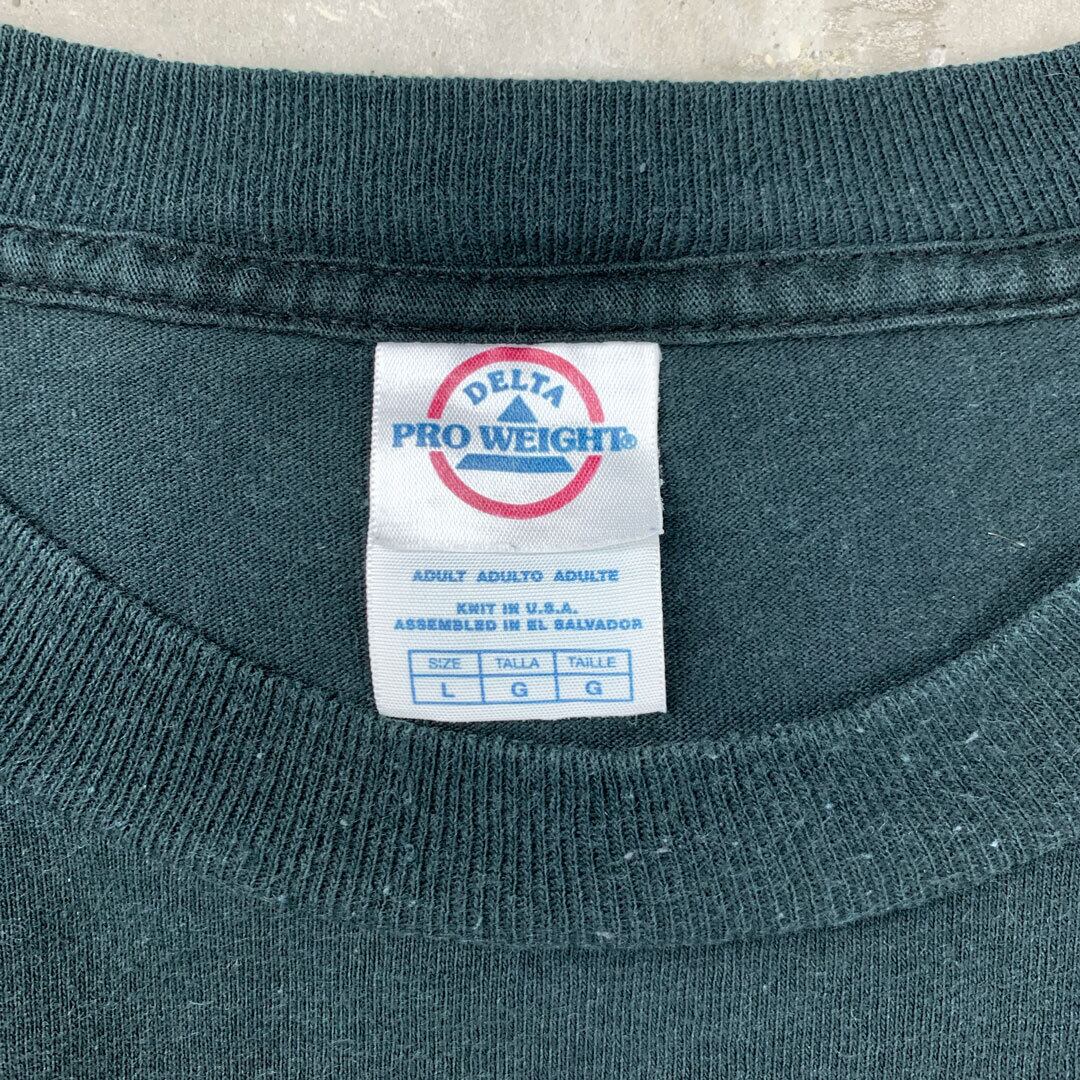 DELTA
PRO WEIGHT®
ADULT ADULTO ADULTE
KNIT IN U.S.A.
ASSEMBLED IN EL SALVADOR
SIZE TALLA TAILLE
L G G